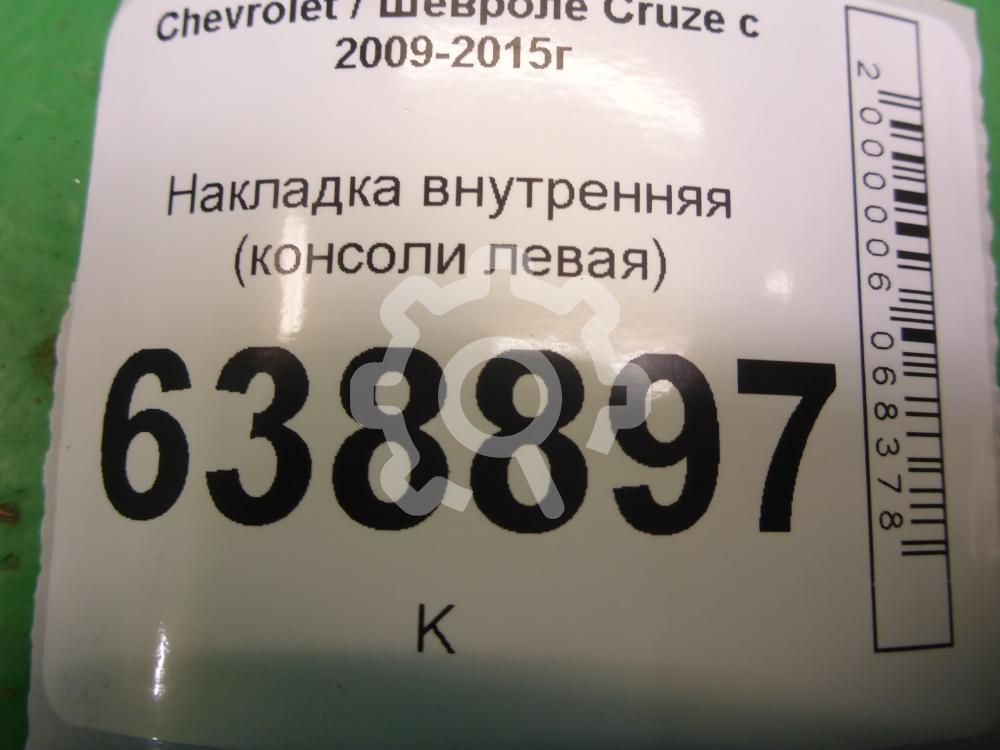 Chevrolet / Шевроле Cruze с
2009-2015г
Накладка внутренняя
(консоли левая)
638897
К
2000006068378